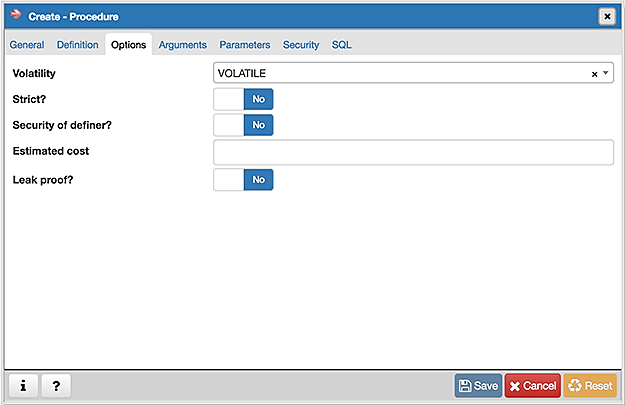 Create - Procedure
General Definition Options Arguments Parameters Security SQL
Volatility VOLATILE
Strict? No
Security of definer? No
Estimated cost
Leak proof? No
i ? Save Cancel Reset